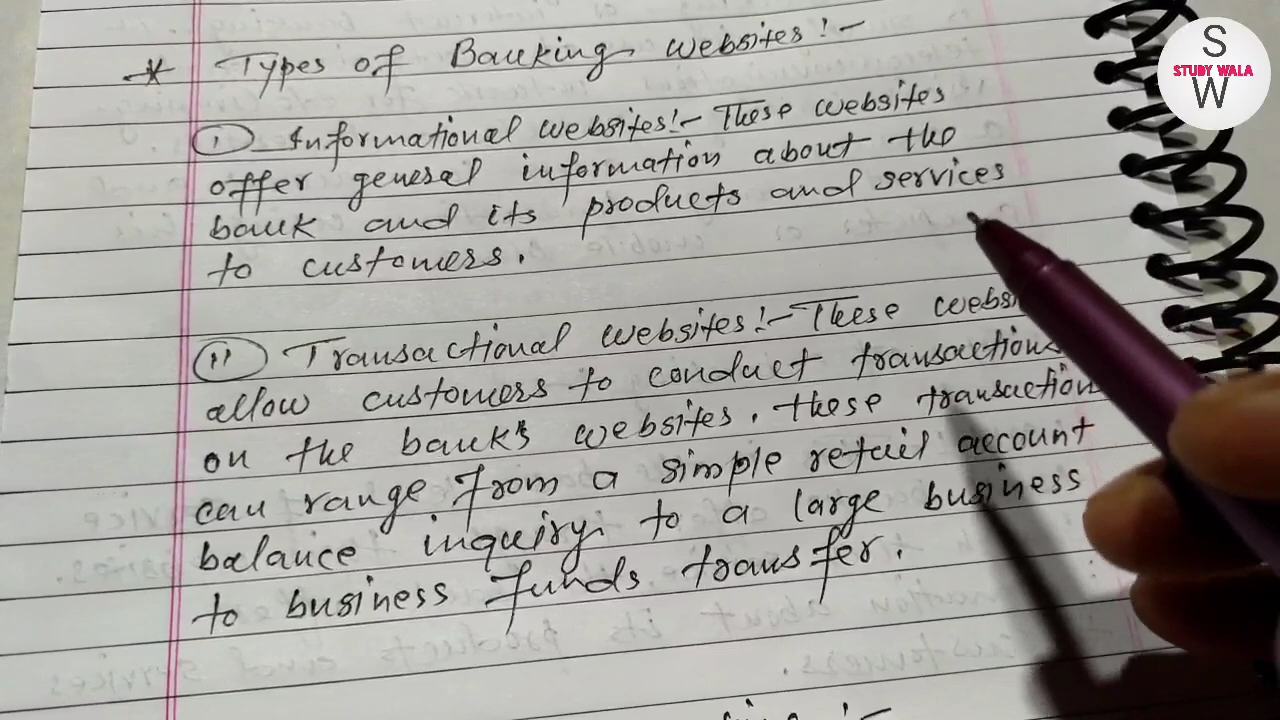 * Types of Banking websites:-
(i) Informational websites:- These websites
offer general information about the
bank and its products and services
to customers.
(ii) Transactional websites:- These websi
allow customers to conduct transactions
on the bank's websites. these transaction
can range from a simple retail account
balance inquiry to a large business
to business funds transfer.
S
STUDY WALA
W